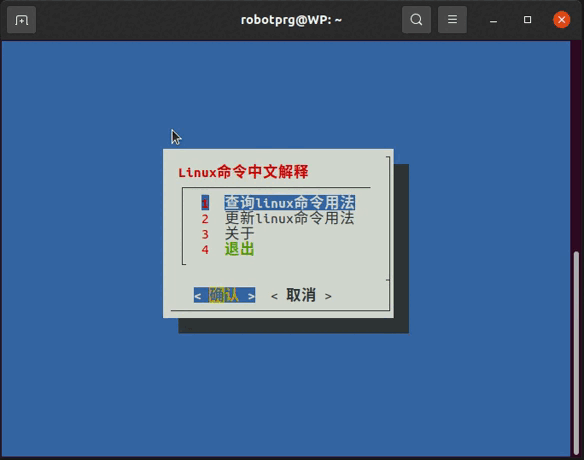 robotprg@WP: ~
Linux命令中文解释
1 查询linux命令用法
2 更新linux命令用法
3 关于
4 退出
< 确认 > < 取消 >